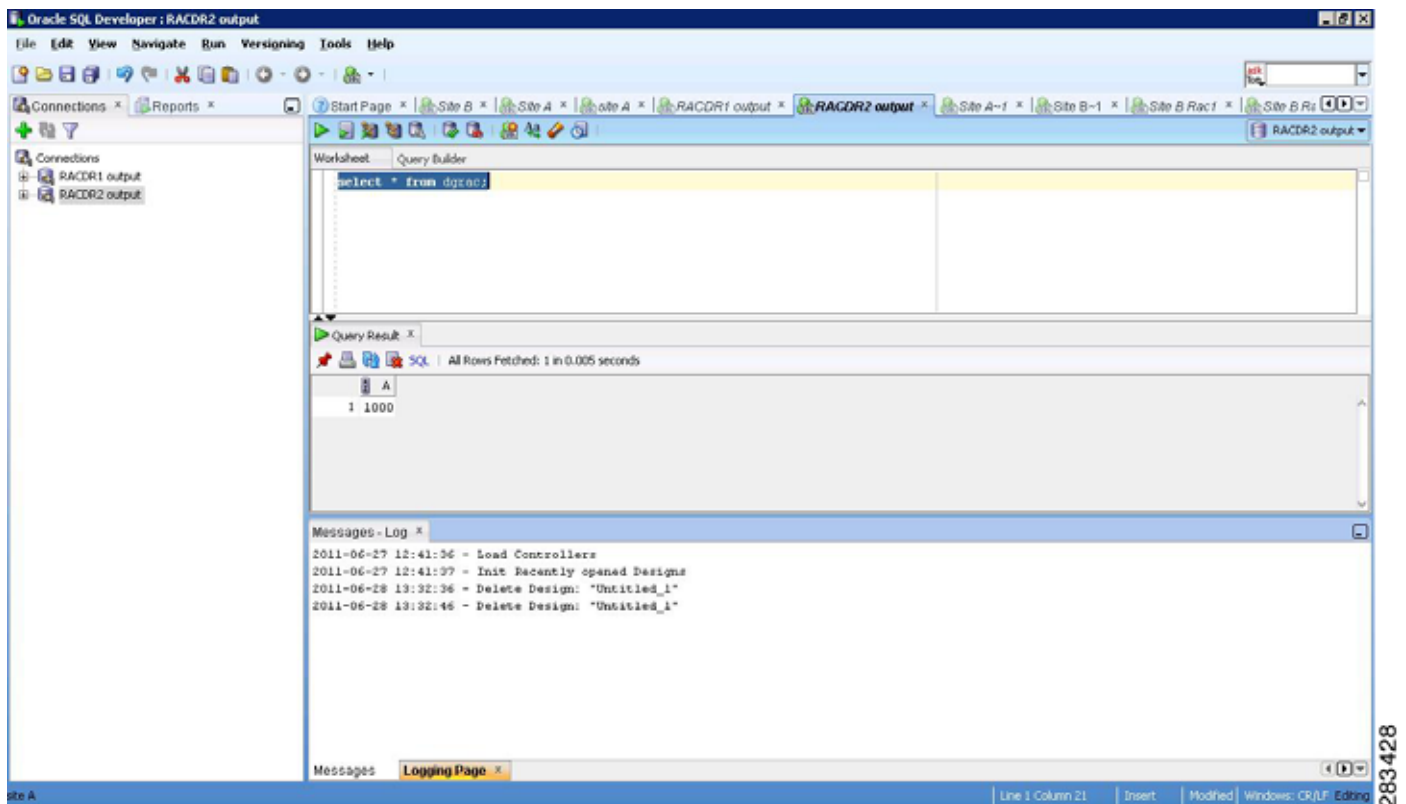 Oracle SQL Developer : RACDR2 output
File Edit View Navigate Run Versioning Tools Help
Connections Reports
Start Page Site B Site A site A RACDR1 output RACDR2 output Site A~1 Site B~1 Site B Rac1 Site B Ra
RACDR2 output
Connections
RACDR1 output
RACDR2 output
Worksheet Query Builder
select * from dgrac;
Query Result
SQL | All Rows Fetched: 1 in 0.005 seconds
A
1 1000
Messages - Log
2011-06-27 12:41:36 - Load Controllers
2011-06-27 12:41:37 - Init Recently opened Designs
2011-06-28 13:32:36 - Delete Design: "Untitled_1"
2011-06-28 13:32:46 - Delete Design: "Untitled_1"
Messages Logging Page
site A
Line 1 Column 21 | Insert | Modified | Windows: CR/LF Editing
283428